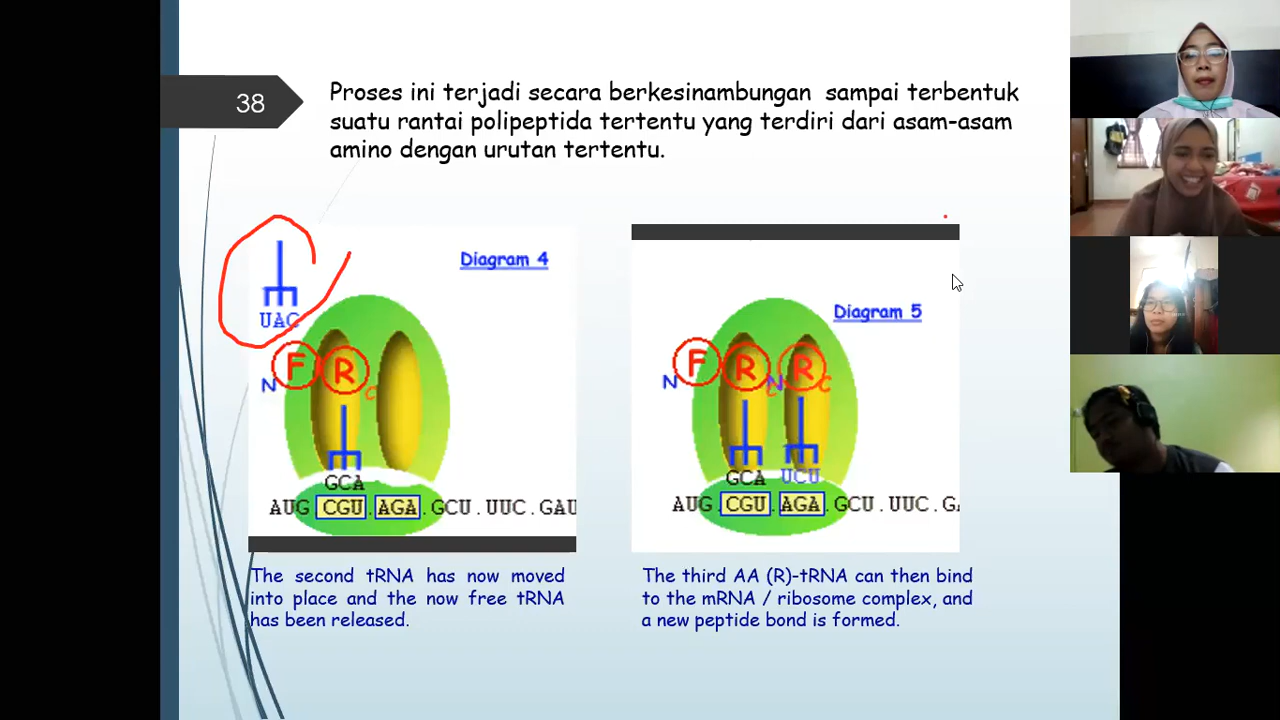 38
Proses ini terjadi secara berkesinambungan sampai terbentuk
suatu rantai polipeptida tertentu yang terdiri dari asam-asam
amino dengan urutan tertentu.
Diagram 4
UAC
F R
N C
GCA
AUG CGU . AGA . GCU . UUC . GAU
The second tRNA has now moved
into place and the now free tRNA
has been released.
Diagram 5
F R R
N C N C
GCA UCU
AUG . CGU . AGA . GCU . UUC . G
The third AA (R)-tRNA can then bind
to the mRNA / ribosome complex, and
a new peptide bond is formed.